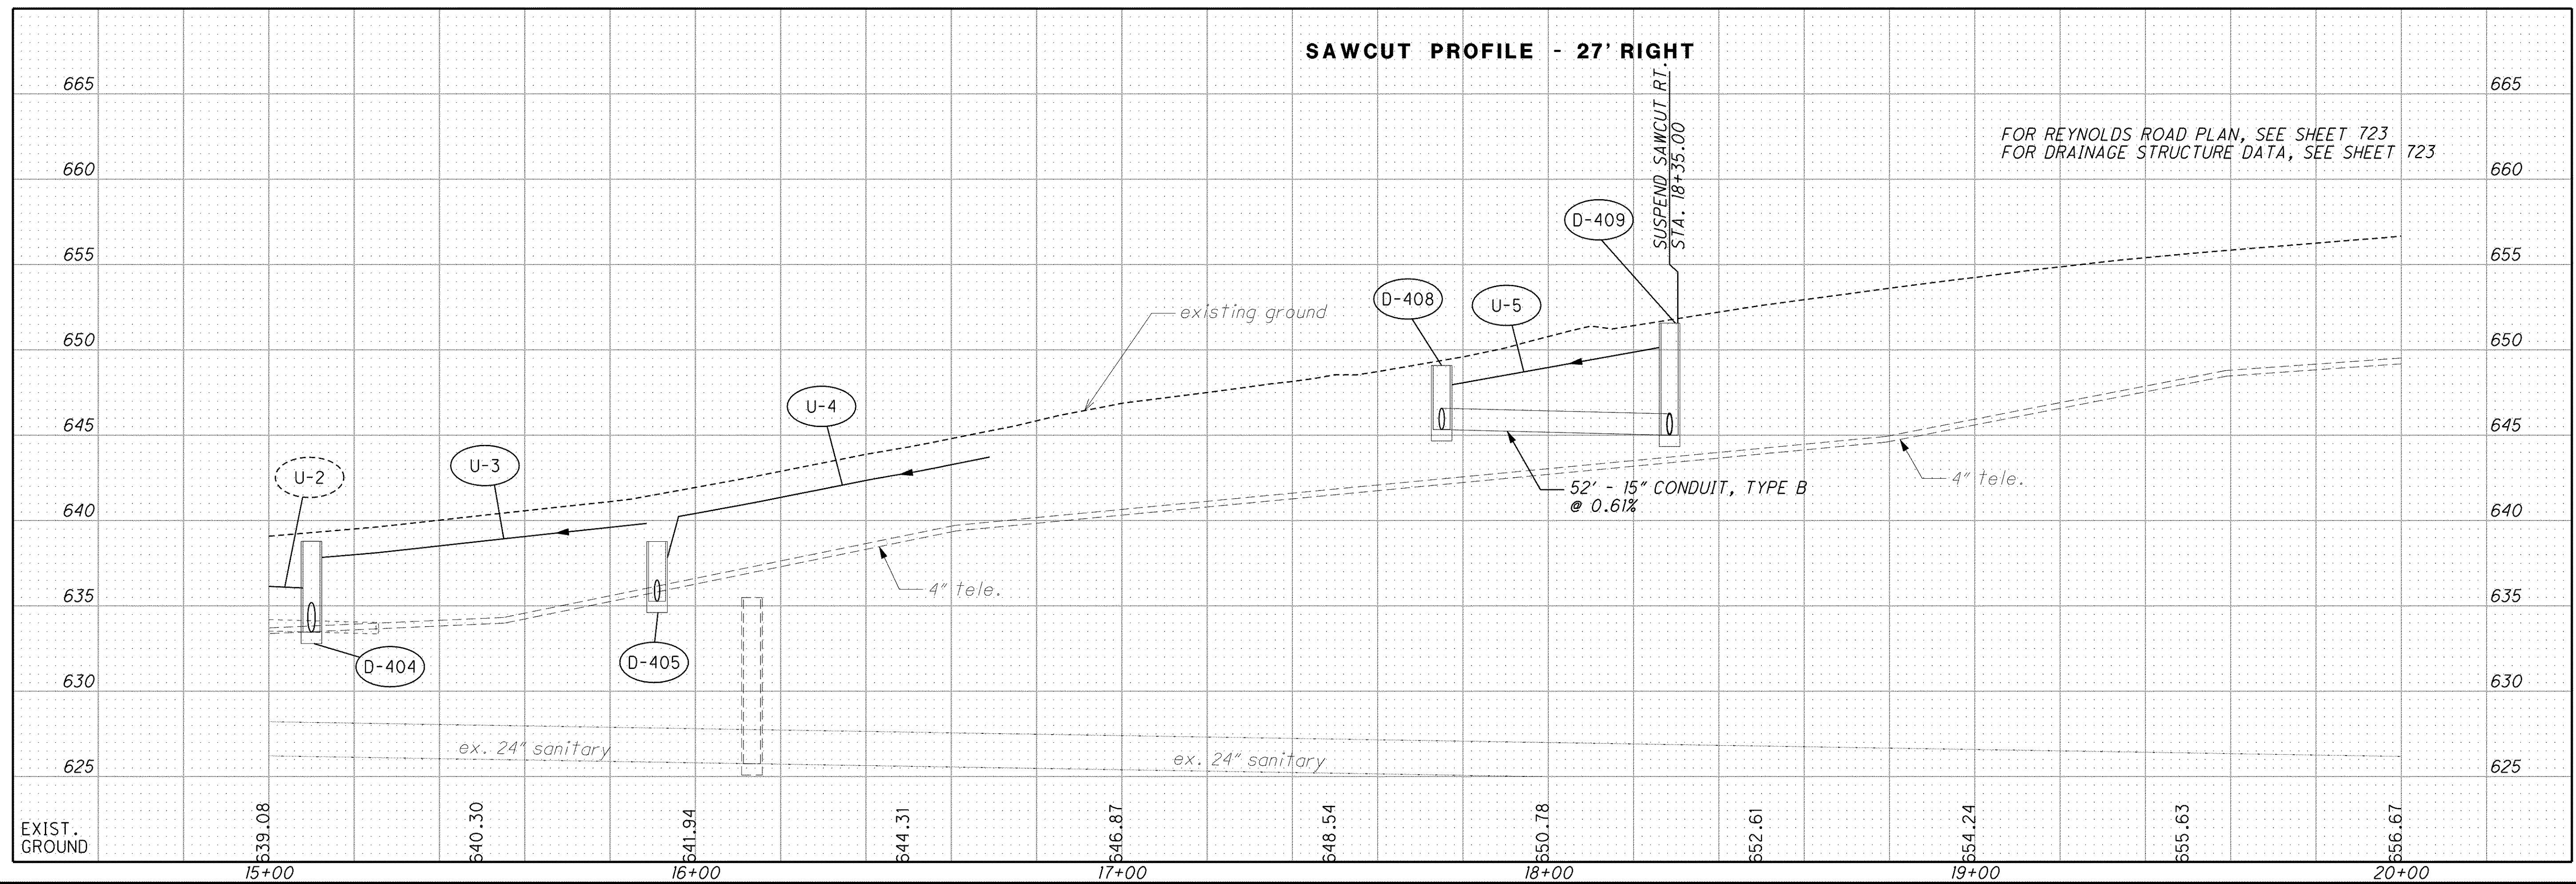 SAWCUT PROFILE - 27' RIGHT
SUSPEND SAWCUT RT.
STA. 18+35.00
665
665
FOR REYNOLDS ROAD PLAN, SEE SHEET 723
FOR DRAINAGE STRUCTURE DATA, SEE SHEET 723
660
660
D-409
655
655
D-408
U-5
existing ground
650
650
U-4
645
645
U-3
U-2
4" tele.
52' - 15" CONDUIT, TYPE B
@ 0.61%
640
640
4" tele.
635
635
D-404
D-405
630
630
ex. 24" sanitary
ex. 24" sanitary
625
625
EXIST.
GROUND
639.08
640.30
641.94
644.31
646.87
648.54
650.78
652.61
654.24
655.63
656.67
15+00
16+00
17+00
18+00
19+00
20+00